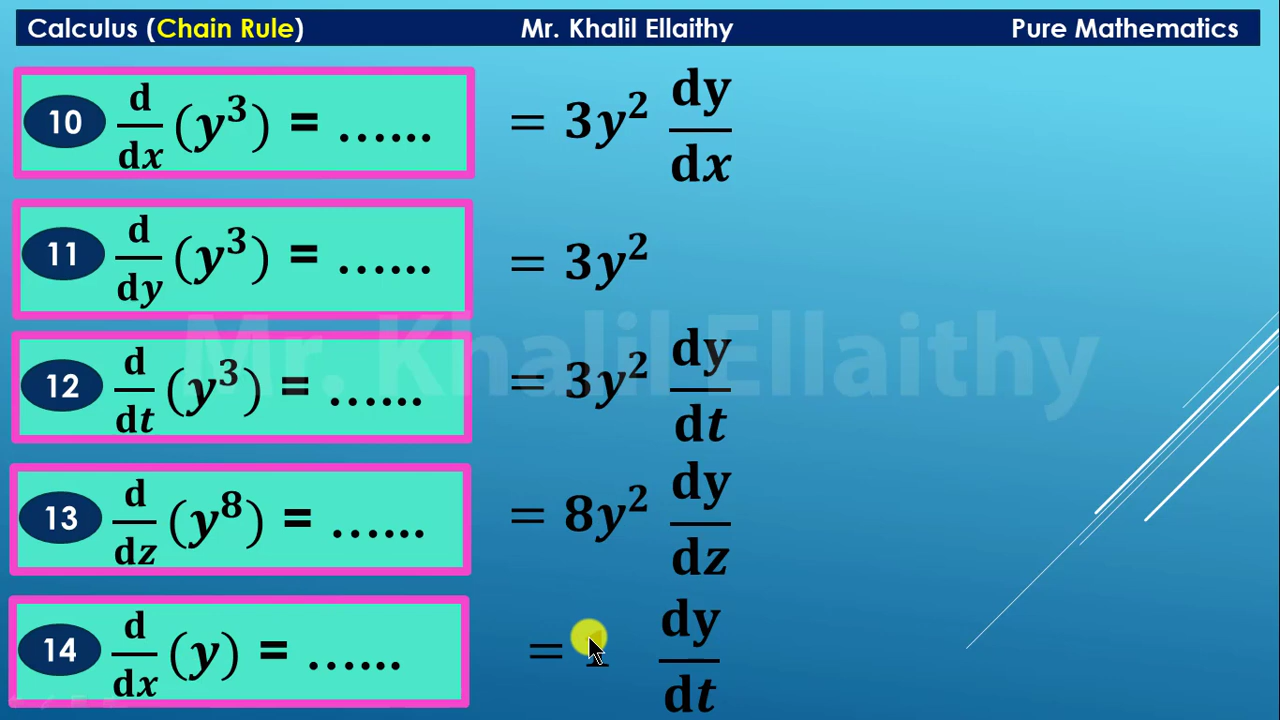 Calculus (Chain Rule) Mr. Khalil Ellaithy Pure Mathematics
10 d/dx (y³) = ...... = 3y² dy/dx
11 d/dy (y³) = ...... = 3y²
Mr. Khalil Ellaithy
12 d/dt (y³) = ...... = 3y² dy/dt
13 d/dz (y⁸) = ...... = 8y² dy/dz
14 d/dx (y) = ...... = dy/dt